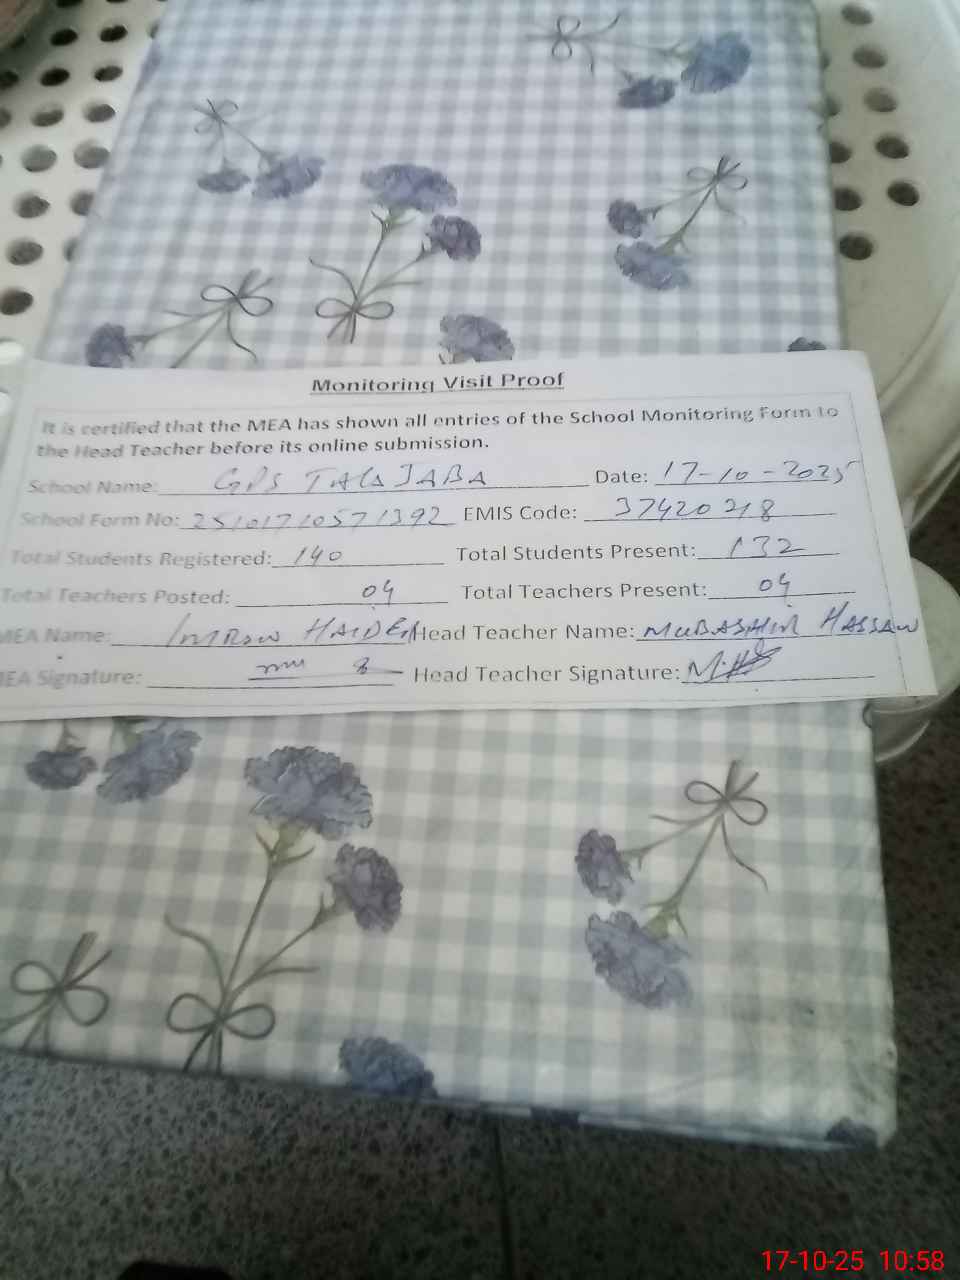 Monitoring Visit Proof
It is certified that the MEA has shown all entries of the School Monitoring Form to
the Head Teacher before its online submission.
School Name: GPS TALA JABA Date: 17-10-2025
School Form No: 25101710571392 EMIS Code: 37420218
Total Students Registered: 140 Total Students Present: 132
Total Teachers Posted: 04 Total Teachers Present: 04
MEA Name: IMRAN HAIDER Head Teacher Name: MUBASHIR HASSAN
MEA Signature: Head Teacher Signature:
17-10-25 10:58